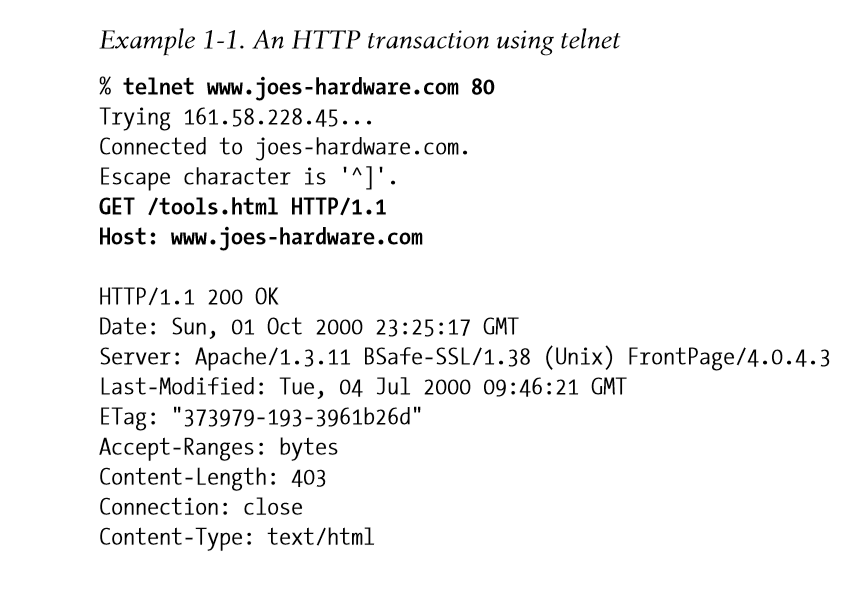 Example 1-1. An HTTP transaction using telnet
% telnet www.joes-hardware.com 80
Trying 161.58.228.45...
Connected to joes-hardware.com.
Escape character is '^]'.
GET /tools.html HTTP/1.1
Host: www.joes-hardware.com

HTTP/1.1 200 OK
Date: Sun, 01 Oct 2000 23:25:17 GMT
Server: Apache/1.3.11 BSafe-SSL/1.38 (Unix) FrontPage/4.0.4.3
Last-Modified: Tue, 04 Jul 2000 09:46:21 GMT
ETag: "373979-193-3961b26d"
Accept-Ranges: bytes
Content-Length: 403
Connection: close
Content-Type: text/html